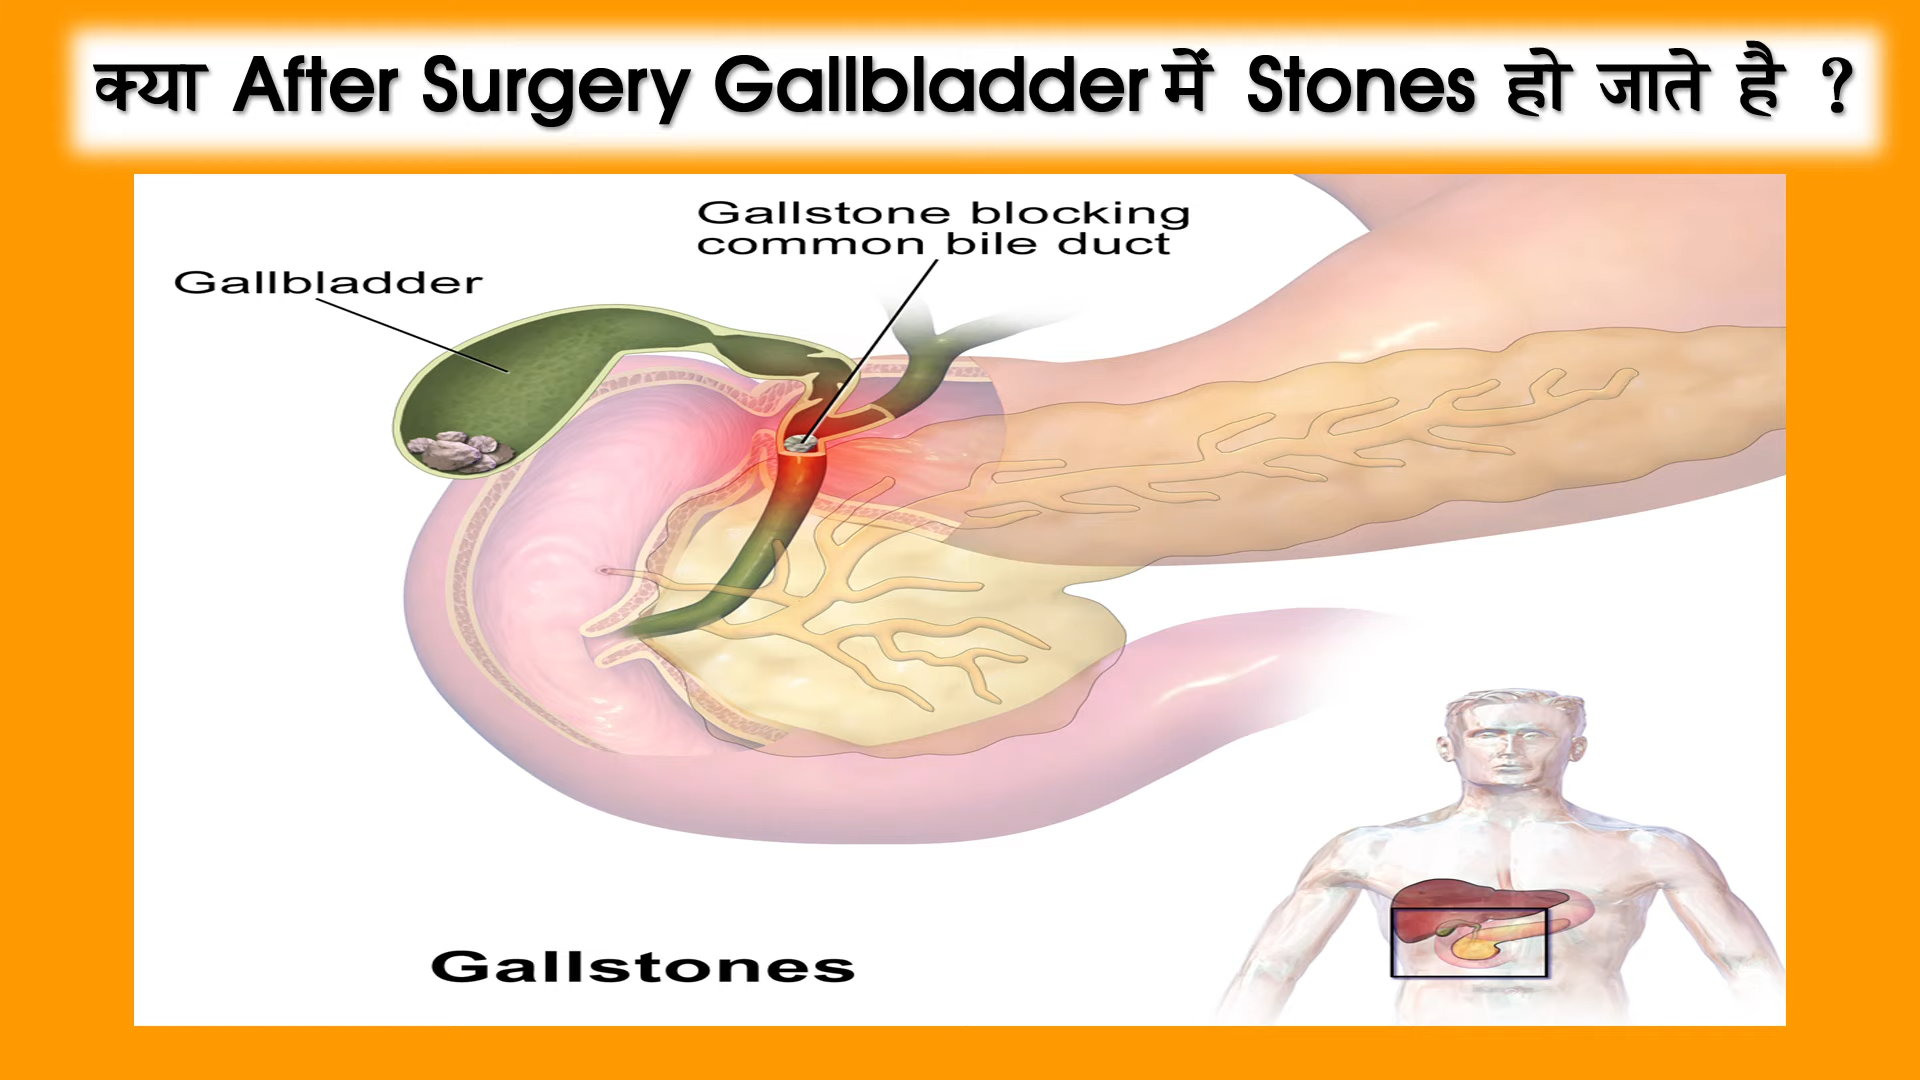 क्या After Surgery Gallbladder में Stones हो जाते है ?
Gallstone blocking
common bile duct
Gallbladder
Gallstones